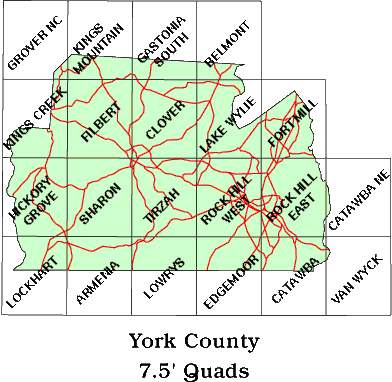 GROVER NC
KINGS
MOUNTAIN
GASTONIA
SOUTH
BELMONT
KINGS CREEK
FILBERT
CLOVER
LAKE WYLIE
FORT MILL
HICKORY
GROVE
SHARON
TIRZAH
ROCK HILL
WEST
ROCK HILL
EAST
CATAWBA NE
LOCKHART
ARMENIA
LOWRYS
EDGEMOOR
CATAWBA
VAN WYCK
York County
7.5' Quads